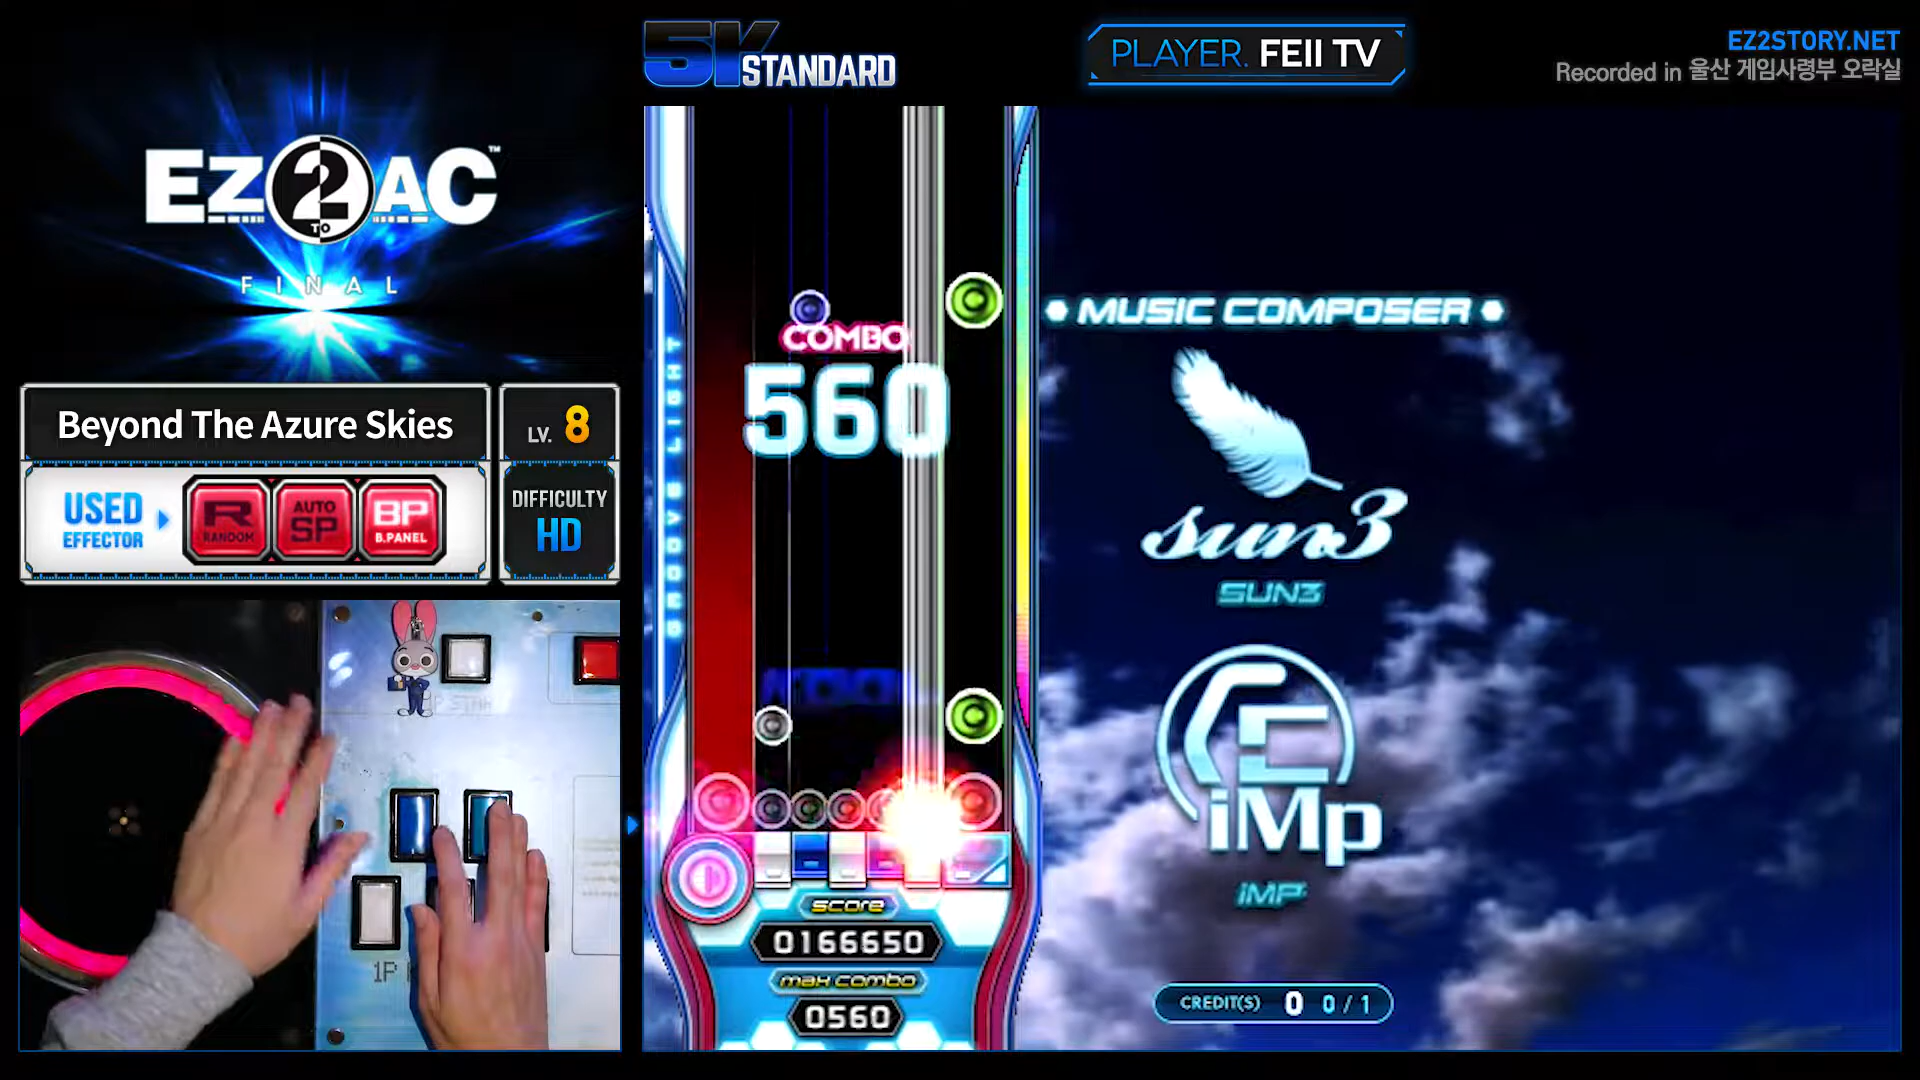 5K STANDARD
PLAYER. FEII TV
EZ2STORY.NET
Recorded in 울산 게임사령부 오락실
EZ2AC™
TO
FINAL
Beyond The Azure Skies
LV. 8
USED
EFFECTOR
R
RANDOM
AUTO
SP
BP
B.PANEL
DIFFICULTY
HD
1P
GROOVE LIGHT
COMBO
560
MUSIC COMPOSER
sun3
SUN3
iMp
iMP
score
0166650
max combo
0560
CREDIT(S) 0 0 / 1